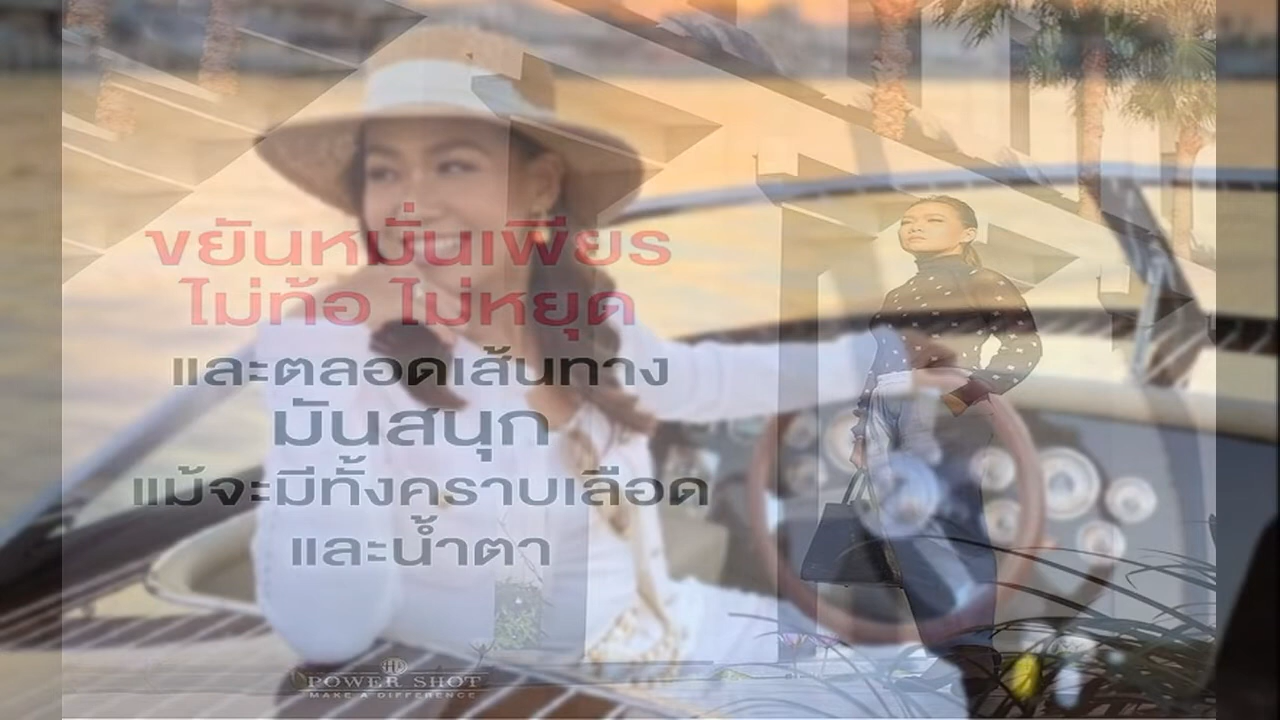 ขยันหมั่นเพียร
ไม่ท้อ ไม่หยุด
และตลอดเส้นทาง
มันสนุก
แม้จะมีทั้งคราบเลือด
และน้ำตา
POWER SHOT
MAKE A DIFFERENCE